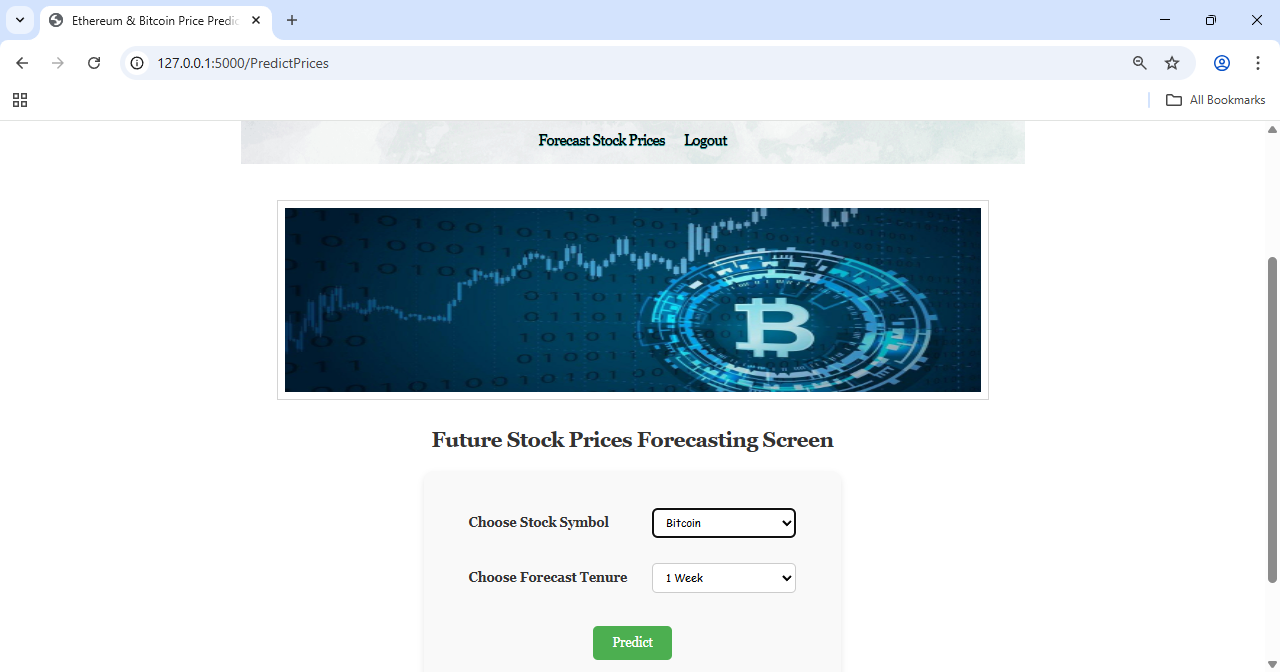 Ethereum & Bitcoin Price Predic
127.0.0.1:5000/PredictPrices
All Bookmarks
Forecast Stock Prices Logout
Future Stock Prices Forecasting Screen
Choose Stock Symbol Bitcoin
Choose Forecast Tenure 1 Week
Predict